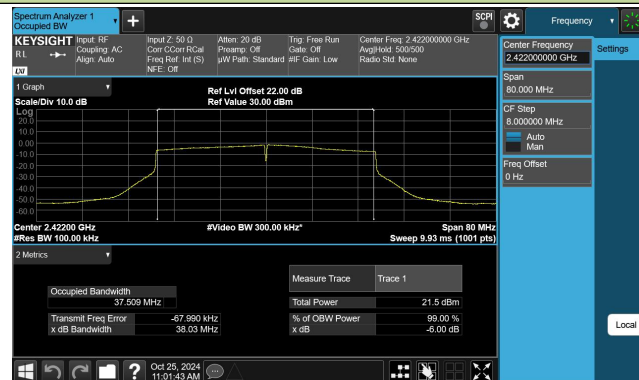 Spectrum Analyzer 1
Occupied BW
+
SCPI
Frequency
KEYSIGHT
RL
LXI
Input: RF
Coupling: AC
Align: Auto
Input Z: 50 Ω
Corr CCorr RCal
Freq Ref: Int (S)
NFE: Off
Atten: 20 dB
Preamp: Off
µW Path: Standard
Trig: Free Run
Gate: Off
#IF Gain: Low
Center Freq: 2.422000000 GHz
Avg|Hold: 500/500
Radio Std: None
Center Frequency
2.422000000 GHz
Settings
Span
80.000 MHz
CF Step
8.000000 MHz
Auto
Man
Freq Offset
0 Hz
Local
1 Graph
Scale/Div 10.0 dB
Ref Lvl Offset 22.00 dB
Ref Value 30.00 dBm
Log
20.0
10.0
0.00
-10.0
-20.0
-30.0
-40.0
-50.0
-60.0
Center 2.42200 GHz
#Res BW 100.00 kHz
#Video BW 300.00 kHz*
Span 80 MHz
Sweep 9.93 ms (1001 pts)
2 Metrics
Measure Trace Trace 1
Occupied Bandwidth
37.509 MHz
Total Power 21.5 dBm
Transmit Freq Error -67.990 kHz
% of OBW Power 99.00 %
x dB Bandwidth 38.03 MHz
x dB -6.00 dB
?
Oct 25, 2024
11:01:43 AM